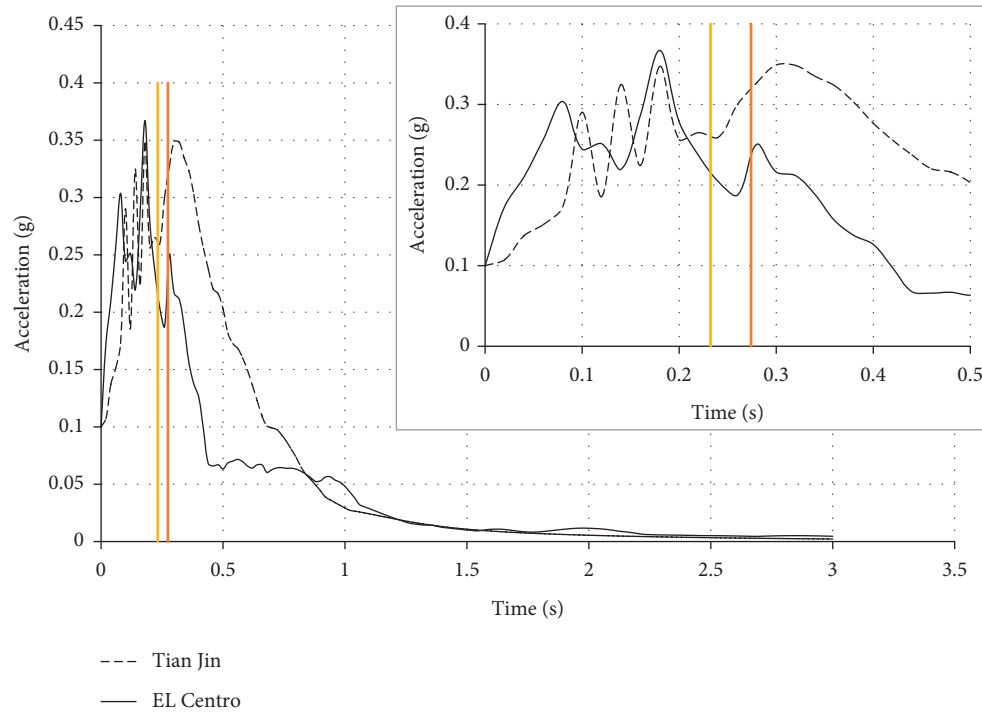 0.45
0.4
0.35
0.3
0.25
0.2
0.15
0.1
0.05
0
Acceleration (g)
0 0.5 1 1.5 2 2.5 3 3.5
Time (s)
0.4
0.3
0.2
0.1
0
Acceleration (g)
0 0.1 0.2 0.3 0.4 0.5
Time (s)
Tian Jin
EL Centro